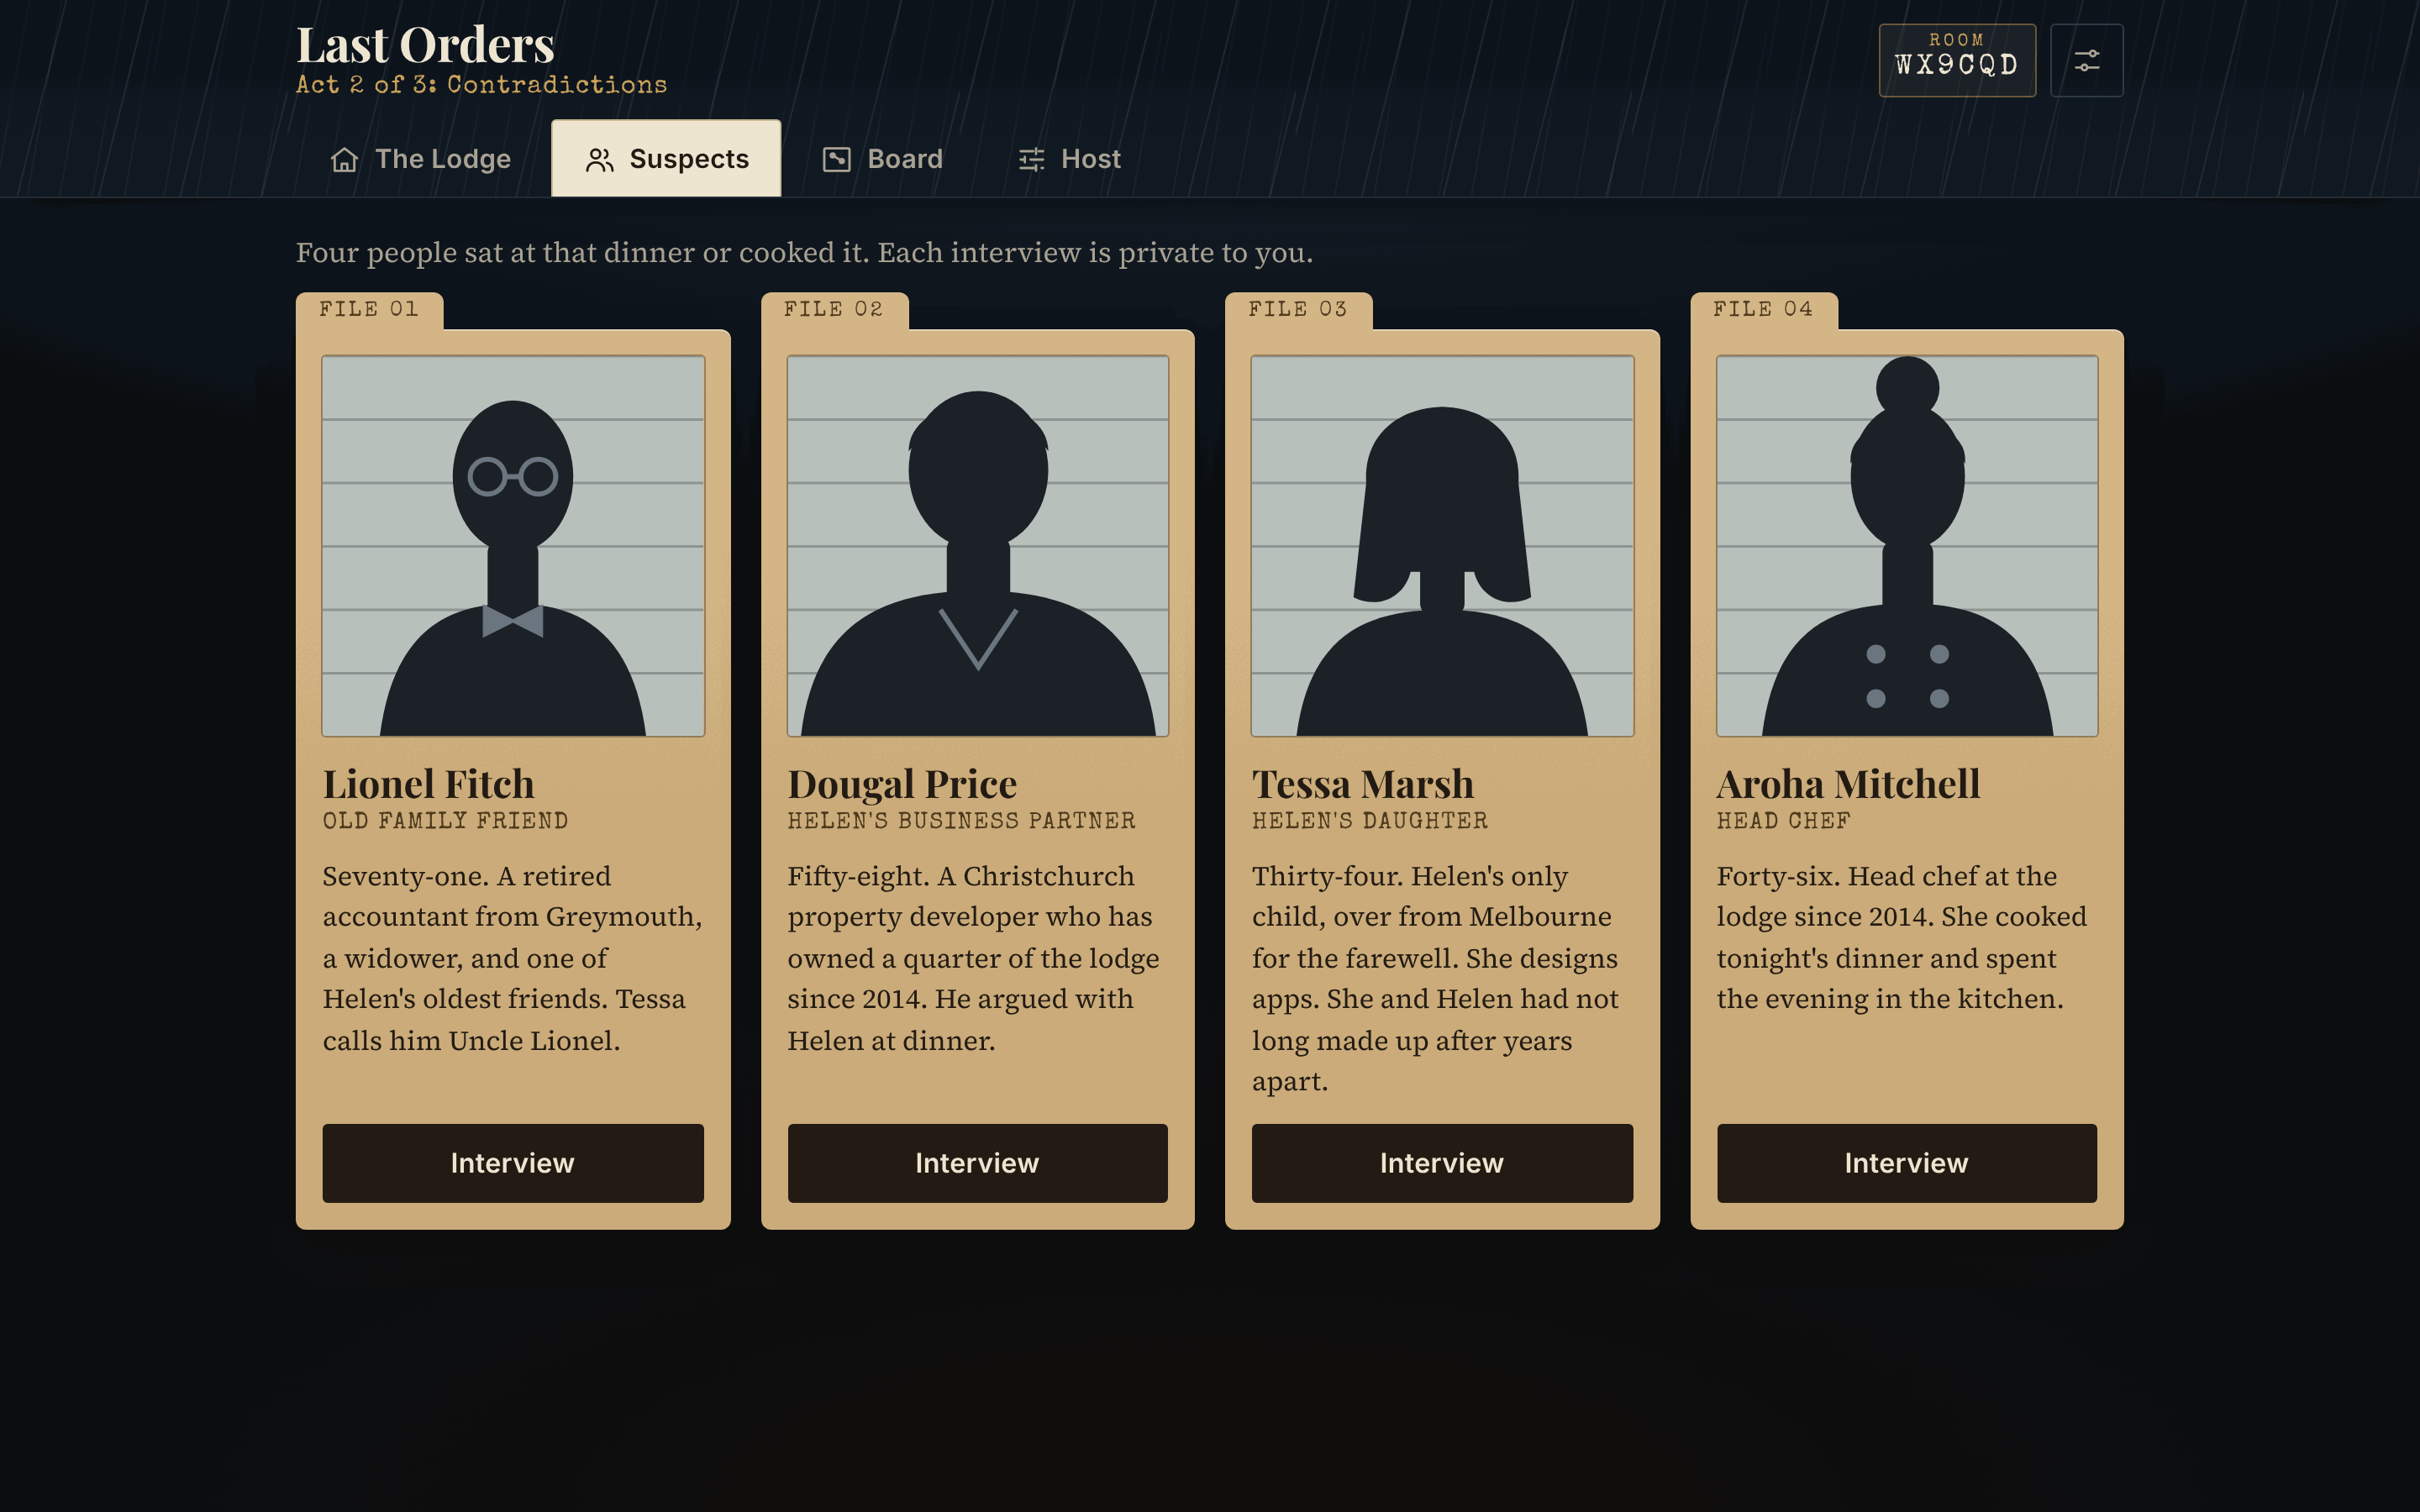 Last Orders
Act 2 of 3: Contradictions
ROOM
WX9CQD
The Lodge
Suspects
Board
Host
Four people sat at that dinner or cooked it. Each interview is private to you.
FILE 01
Lionel Fitch
OLD FAMILY FRIEND
Seventy-one. A retired
accountant from Greymouth,
a widower, and one of
Helen's oldest friends. Tessa
calls him Uncle Lionel.
Interview
FILE 02
Dougal Price
HELEN'S BUSINESS PARTNER
Fifty-eight. A Christchurch
property developer who has
owned a quarter of the lodge
since 2014. He argued with
Helen at dinner.
Interview
FILE 03
Tessa Marsh
HELEN'S DAUGHTER
Thirty-four. Helen's only
child, over from Melbourne
for the farewell. She designs
apps. She and Helen had not
long made up after years
apart.
Interview
FILE 04
Aroha Mitchell
HEAD CHEF
Forty-six. Head chef at the
lodge since 2014. She cooked
tonight's dinner and spent
the evening in the kitchen.
Interview